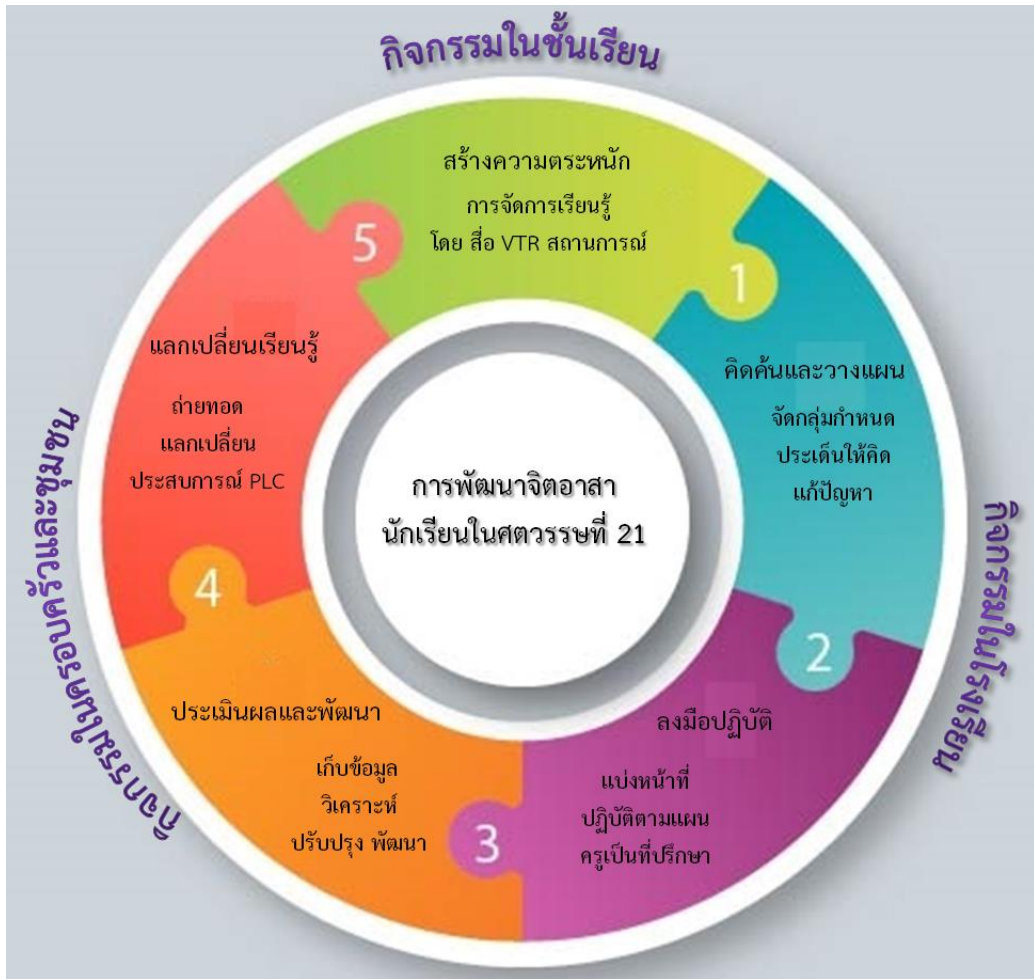 กิจกรรมในชั้นเรียน
สร้างความตระหนัก
การจัดการเรียนรู้
โดย สื่อ VTR สถานการณ์
1
คิดค้นและวางแผน
จัดกลุ่มกำหนด
ประเด็นให้คิด
แก้ปัญหา
2
กิจกรรมในโรงเรียน
ลงมือปฏิบัติ
แบ่งหน้าที่
ปฏิบัติตามแผน
ครูเป็นที่ปรึกษา
3
ประเมินผลและพัฒนา
เก็บข้อมูล
วิเคราะห์
ปรับปรุง พัฒนา
4
กิจกรรมในครอบครัวและชุมชน
แลกเปลี่ยนเรียนรู้
ถ่ายทอด
แลกเปลี่ยน
ประสบการณ์ PLC
5
การพัฒนาจิตอาสา
นักเรียนในศตวรรษที่ 21